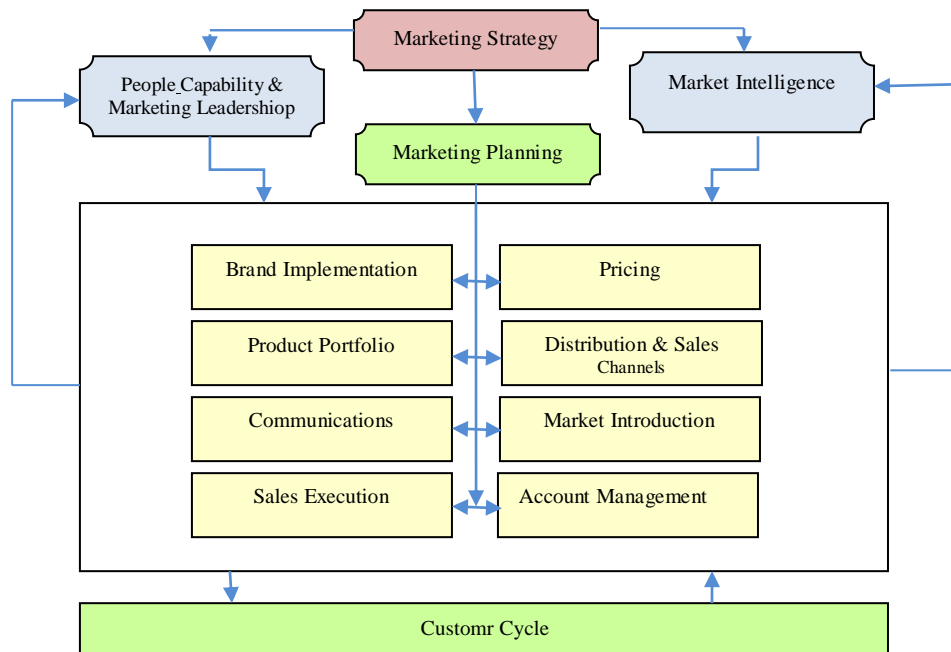 Marketing Strategy
People Capability &
Marketing Leadershiop
Market Intelligence
Marketing Planning
Brand Implementation
Pricing
Product Portfolio
Distribution & Sales
Channels
Communications
Market Introduction
Sales Execution
Account Management
Customr Cycle